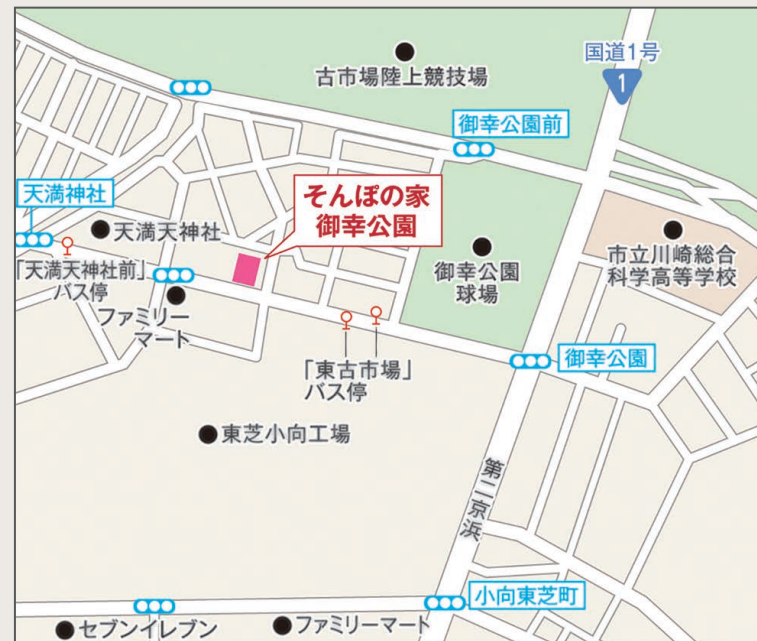 国道1号
1
古市場陸上競技場
御幸公園前
天満神社
そんぽの家
御幸公園
天満天神社
「天満天神社前」
バス停
ファミリー
マート
御幸公園
球場
市立川崎総合
科学高等学校
「東古市場」
バス停
御幸公園
東芝小向工場
第二京浜
小向東芝町
セブンイレブン
ファミリーマート